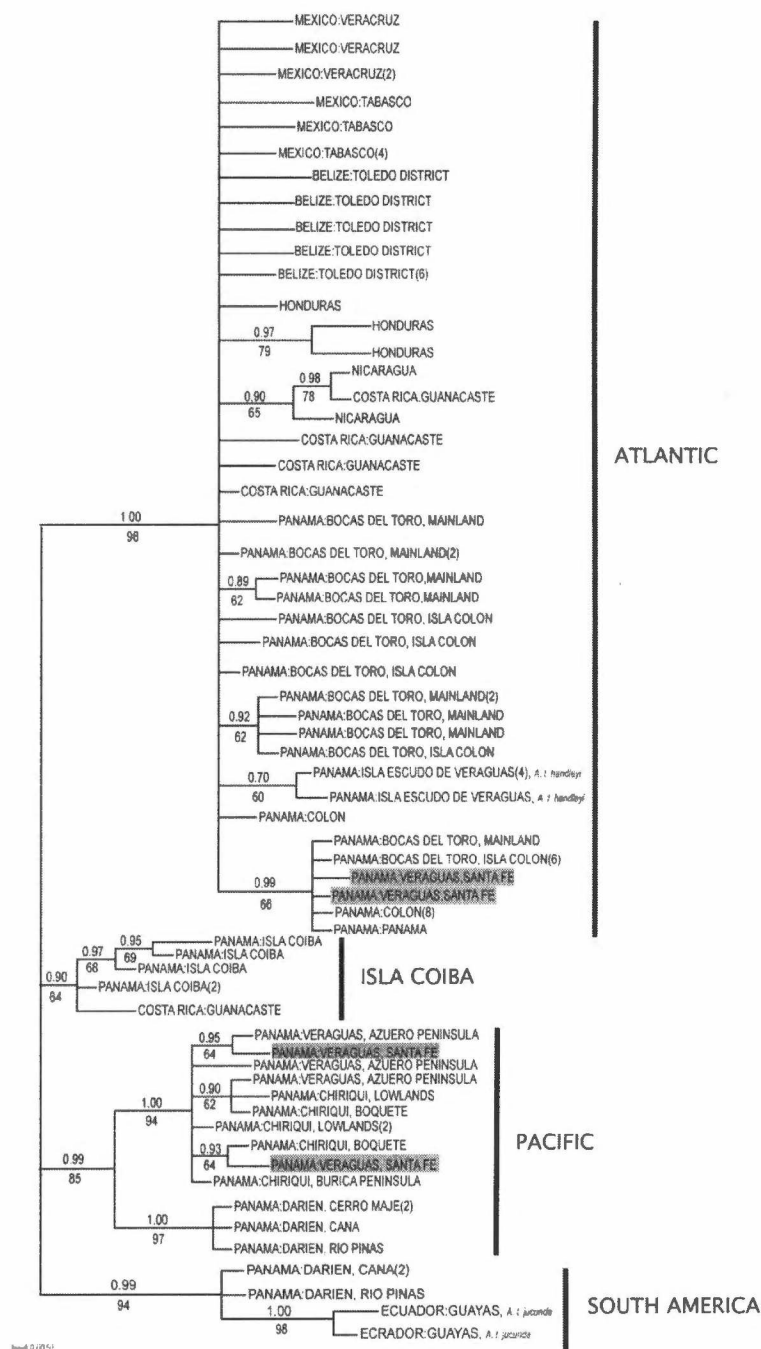 MEXICO:VERACRUZ
MEXICO:VERACRUZ
MEXICO:VERACRUZ(2)
MEXICO:TABASCO
MEXICO:TABASCO
MEXICO:TABASCO(4)
BELIZE:TOLEDO DISTRICT
BELIZE:TOLEDO DISTRICT
BELIZE:TOLEDO DISTRICT
BELIZE:TOLEDO DISTRICT
BELIZE:TOLEDO DISTRICT(6)
HONDURAS
HONDURAS
0.97
79
HONDURAS
NICARAGUA
0.98
78
0.90
65
COSTA RICA:GUANACASTE
NICARAGUA
COSTA RICA:GUANACASTE
ATLANTIC
COSTA RICA:GUANACASTE
COSTA RICA:GUANACASTE
1.00
98
PANAMA:BOCAS DEL TORO, MAINLAND
PANAMA:BOCAS DEL TORO, MAINLAND(2)
0.89
62
PANAMA:BOCAS DEL TORO,MAINLAND
PANAMA:BOCAS DEL TORO,MAINLAND
PANAMA:BOCAS DEL TORO, ISLA COLON
PANAMA:BOCAS DEL TORO, ISLA COLON
PANAMA:BOCAS DEL TORO, ISLA COLON
PANAMA:BOCAS DEL TORO, MAINLAND(2)
0.92
62
PANAMA:BOCAS DEL TORO, MAINLAND
PANAMA:BOCAS DEL TORO, MAINLAND
PANAMA:BOCAS DEL TORO, ISLA COLON
0.70
60
PANAMA:ISLA ESCUDO DE VERAGUAS(4), A. t. handleyi
PANAMA:ISLA ESCUDO DE VERAGUAS, A. t. handleyi
PANAMA:COLON
PANAMA:BOCAS DEL TORO, MAINLAND
PANAMA:BOCAS DEL TORO, ISLA COLON(6)
0.99
66
PANAMA:VERAGUAS,SANTA FE
PANAMA:VERAGUAS,SANTA FE
PANAMA:COLON(8)
PANAMA:PANAMA
0.95
69
PANAMA:ISLA COIBA
0.97
68
PANAMA:ISLA COIBA
PANAMA:ISLA COIBA
0.90
64
PANAMA:ISLA COIBA(2)
COSTA RICA:GUANACASTE
ISLA COIBA
0.95
64
PANAMA:VERAGUAS, AZUERO PENINSULA
PANAMA:VERAGUAS, SANTA FE
PANAMA:VERAGUAS, AZUERO PENINSULA
PANAMA:VERAGUAS, AZUERO PENINSULA
0.90
62
PANAMA:CHIRIQUI, LOWLANDS
PANAMA:CHIRIQUI, BOQUETE
1.00
94
PANAMA:CHIRIQUI, LOWLANDS(2)
0.93
64
PANAMA:CHIRIQUI, BOQUETE
PANAMA:VERAGUAS, SANTA FE
PANAMA:CHIRIQUI, BURICA PENINSULA
PACIFIC
0.99
85
PANAMA:DARIEN, CERRO MAJE(2)
1.00
97
PANAMA:DARIEN, CANA
PANAMA:DARIEN, RIO PINAS
PANAMA:DARIEN, CANA(2)
0.99
94
PANAMA:DARIEN, RIO PINAS
1.00
98
ECUADOR:GUAYAS, A. t. jucunda
ECRADOR:GUAYAS, A. t. jucunda
SOUTH AMERICA